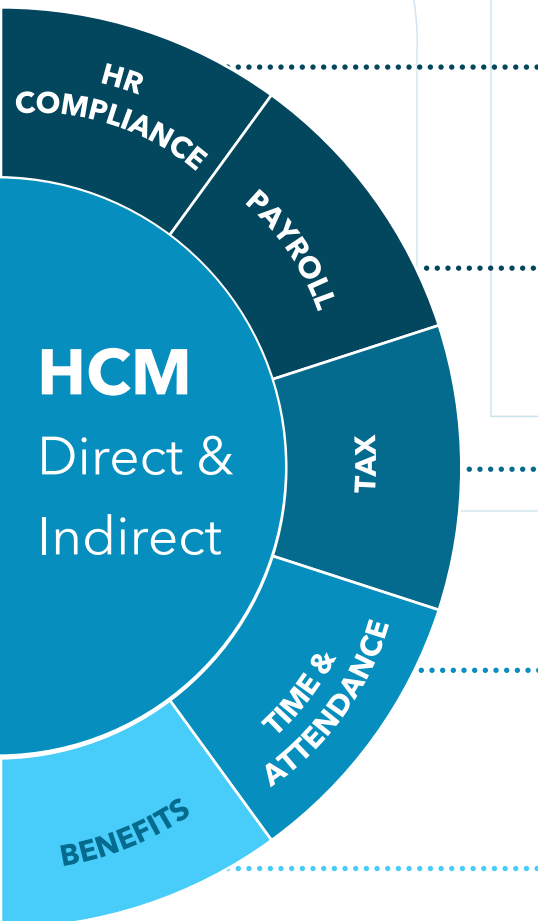 HR
COMPLIANCE
PAYROLL
HCM
Direct &
Indirect
TAX
TIME &
ATTENDANCE
BENEFITS